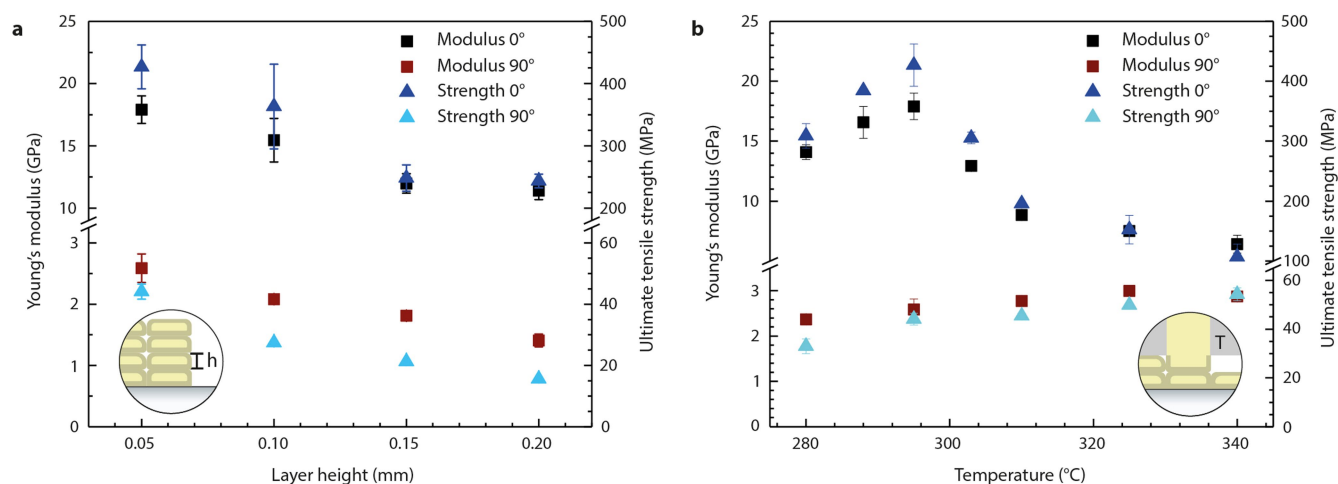 a
Young's modulus (GPa)
25
20
15
10
3
2
1
0
500
400
300
200
60
40
20
0
Ultimate tensile strength (MPa)
Modulus 0°
Modulus 90°
Strength 0°
Strength 90°
h
0.05 0.10 0.15 0.20
Layer height (mm)
b
Young's modulus (GPa)
25
20
15
10
3
2
1
0
500
400
300
200
100
60
40
20
0
Ultimate tensile strength (MPa)
Modulus 0°
Modulus 90°
Strength 0°
Strength 90°
T
280 300 320 340
Temperature (°C)